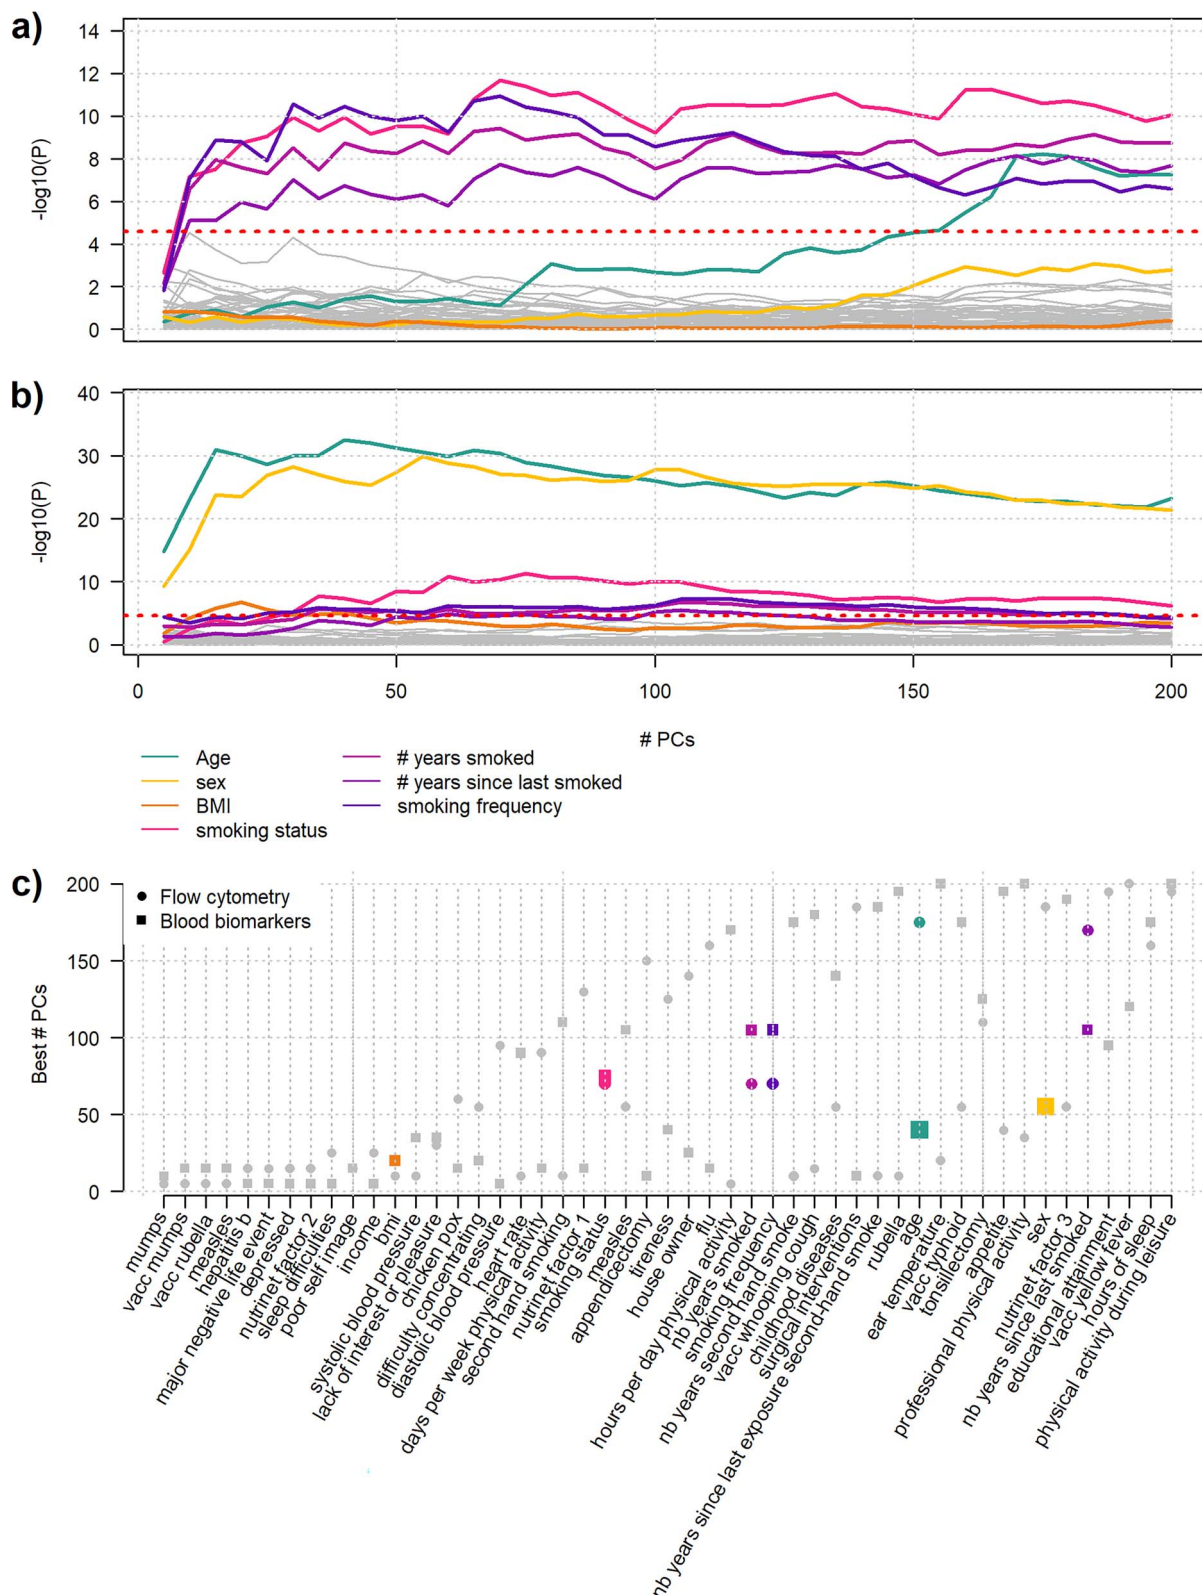 a)
14
12
10
8
6
4
2
0
-log10(P)
b)
40
30
20
10
0
-log10(P)
0 50 100 150 200
# PCs
Age # years smoked
sex # years since last smoked
BMI smoking frequency
smoking status
c)
200
150
100
50
0
Best # PCs
Flow cytometry
Blood biomarkers
mumps
vacc mumps
vacc rubella
measles
hepatitis b
major negative life event
depressed
nutrinet factor 2
sleep difficulties
poor self image
income
bmi
systolic blood pressure
lack of interest or pleasure
chicken pox
difficulty concentrating
diastolic blood pressure
heart rate
days per week physical activity
second hand smoking
nutrinet factor 1
smoking status
measles
appendicectomy
tireness
house owner
flu
hours per day physical activity
nb years smoked
smoking frequency
nb years second hand smoke
vacc whooping cough
childhood diseases
surgical interventions
nb years since last exposure second-hand smoke
rubella
age
ear temperature
vacc typhoid
tonsillectomy
appetite
professional physical activity
sex
nutrinet factor 3
nb years since last smoked
educational attainment
vacc yellow fever
hours of sleep
physical activity during leisure